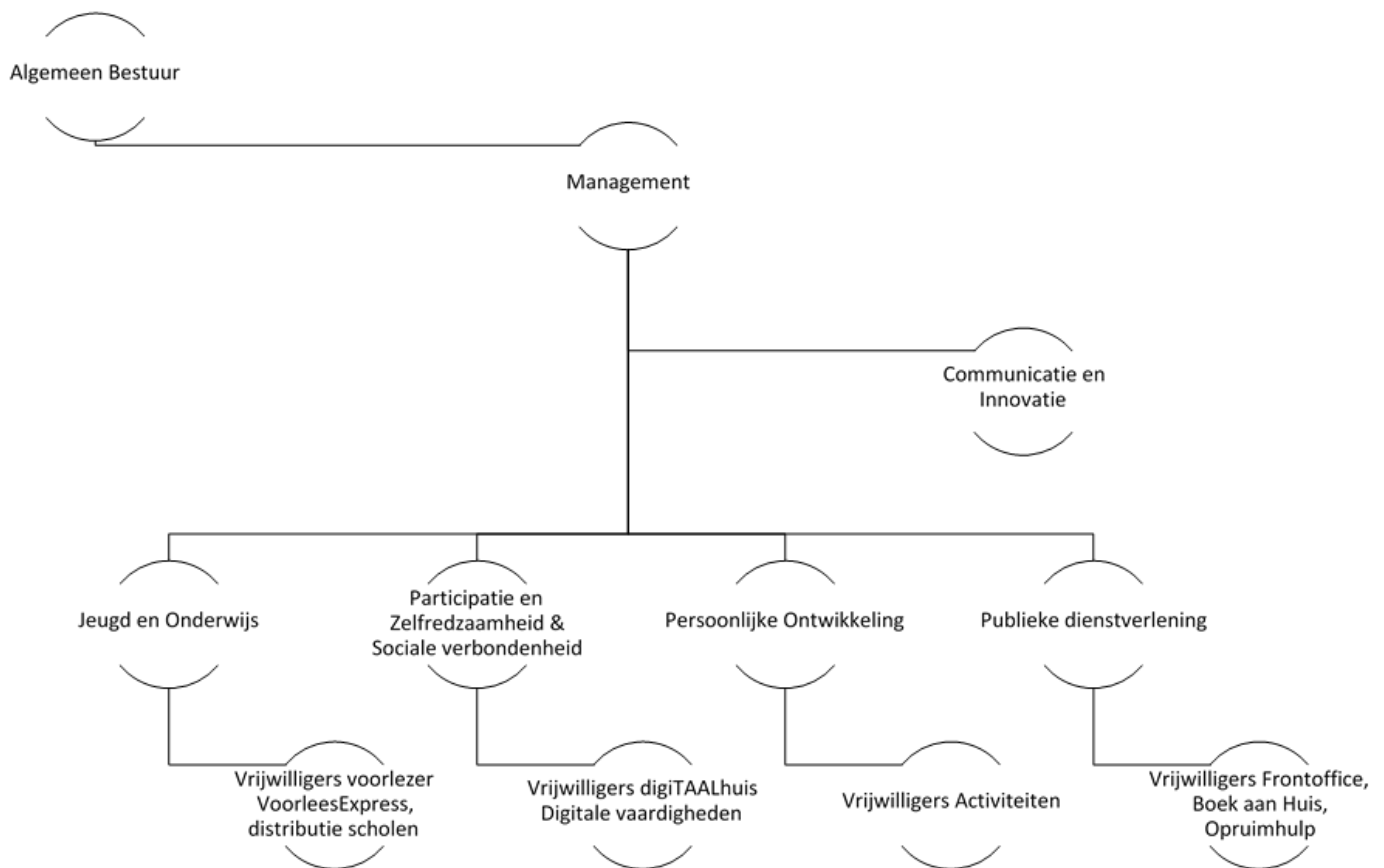 Algemeen Bestuur
Management
Communicatie en
Innovatie
Jeugd en Onderwijs
Participatie en
Zelfredzaamheid &
Sociale verbondenheid
Persoonlijke Ontwikkeling
Publieke dienstverlening
Vrijwilligers voorlezer
VoorleesExpress,
distributie scholen
Vrijwilligers digiTAALhuis
Digitale vaardigheden
Vrijwilligers Activiteiten
Vrijwilligers Frontoffice,
Boek aan Huis,
Opruimhulp